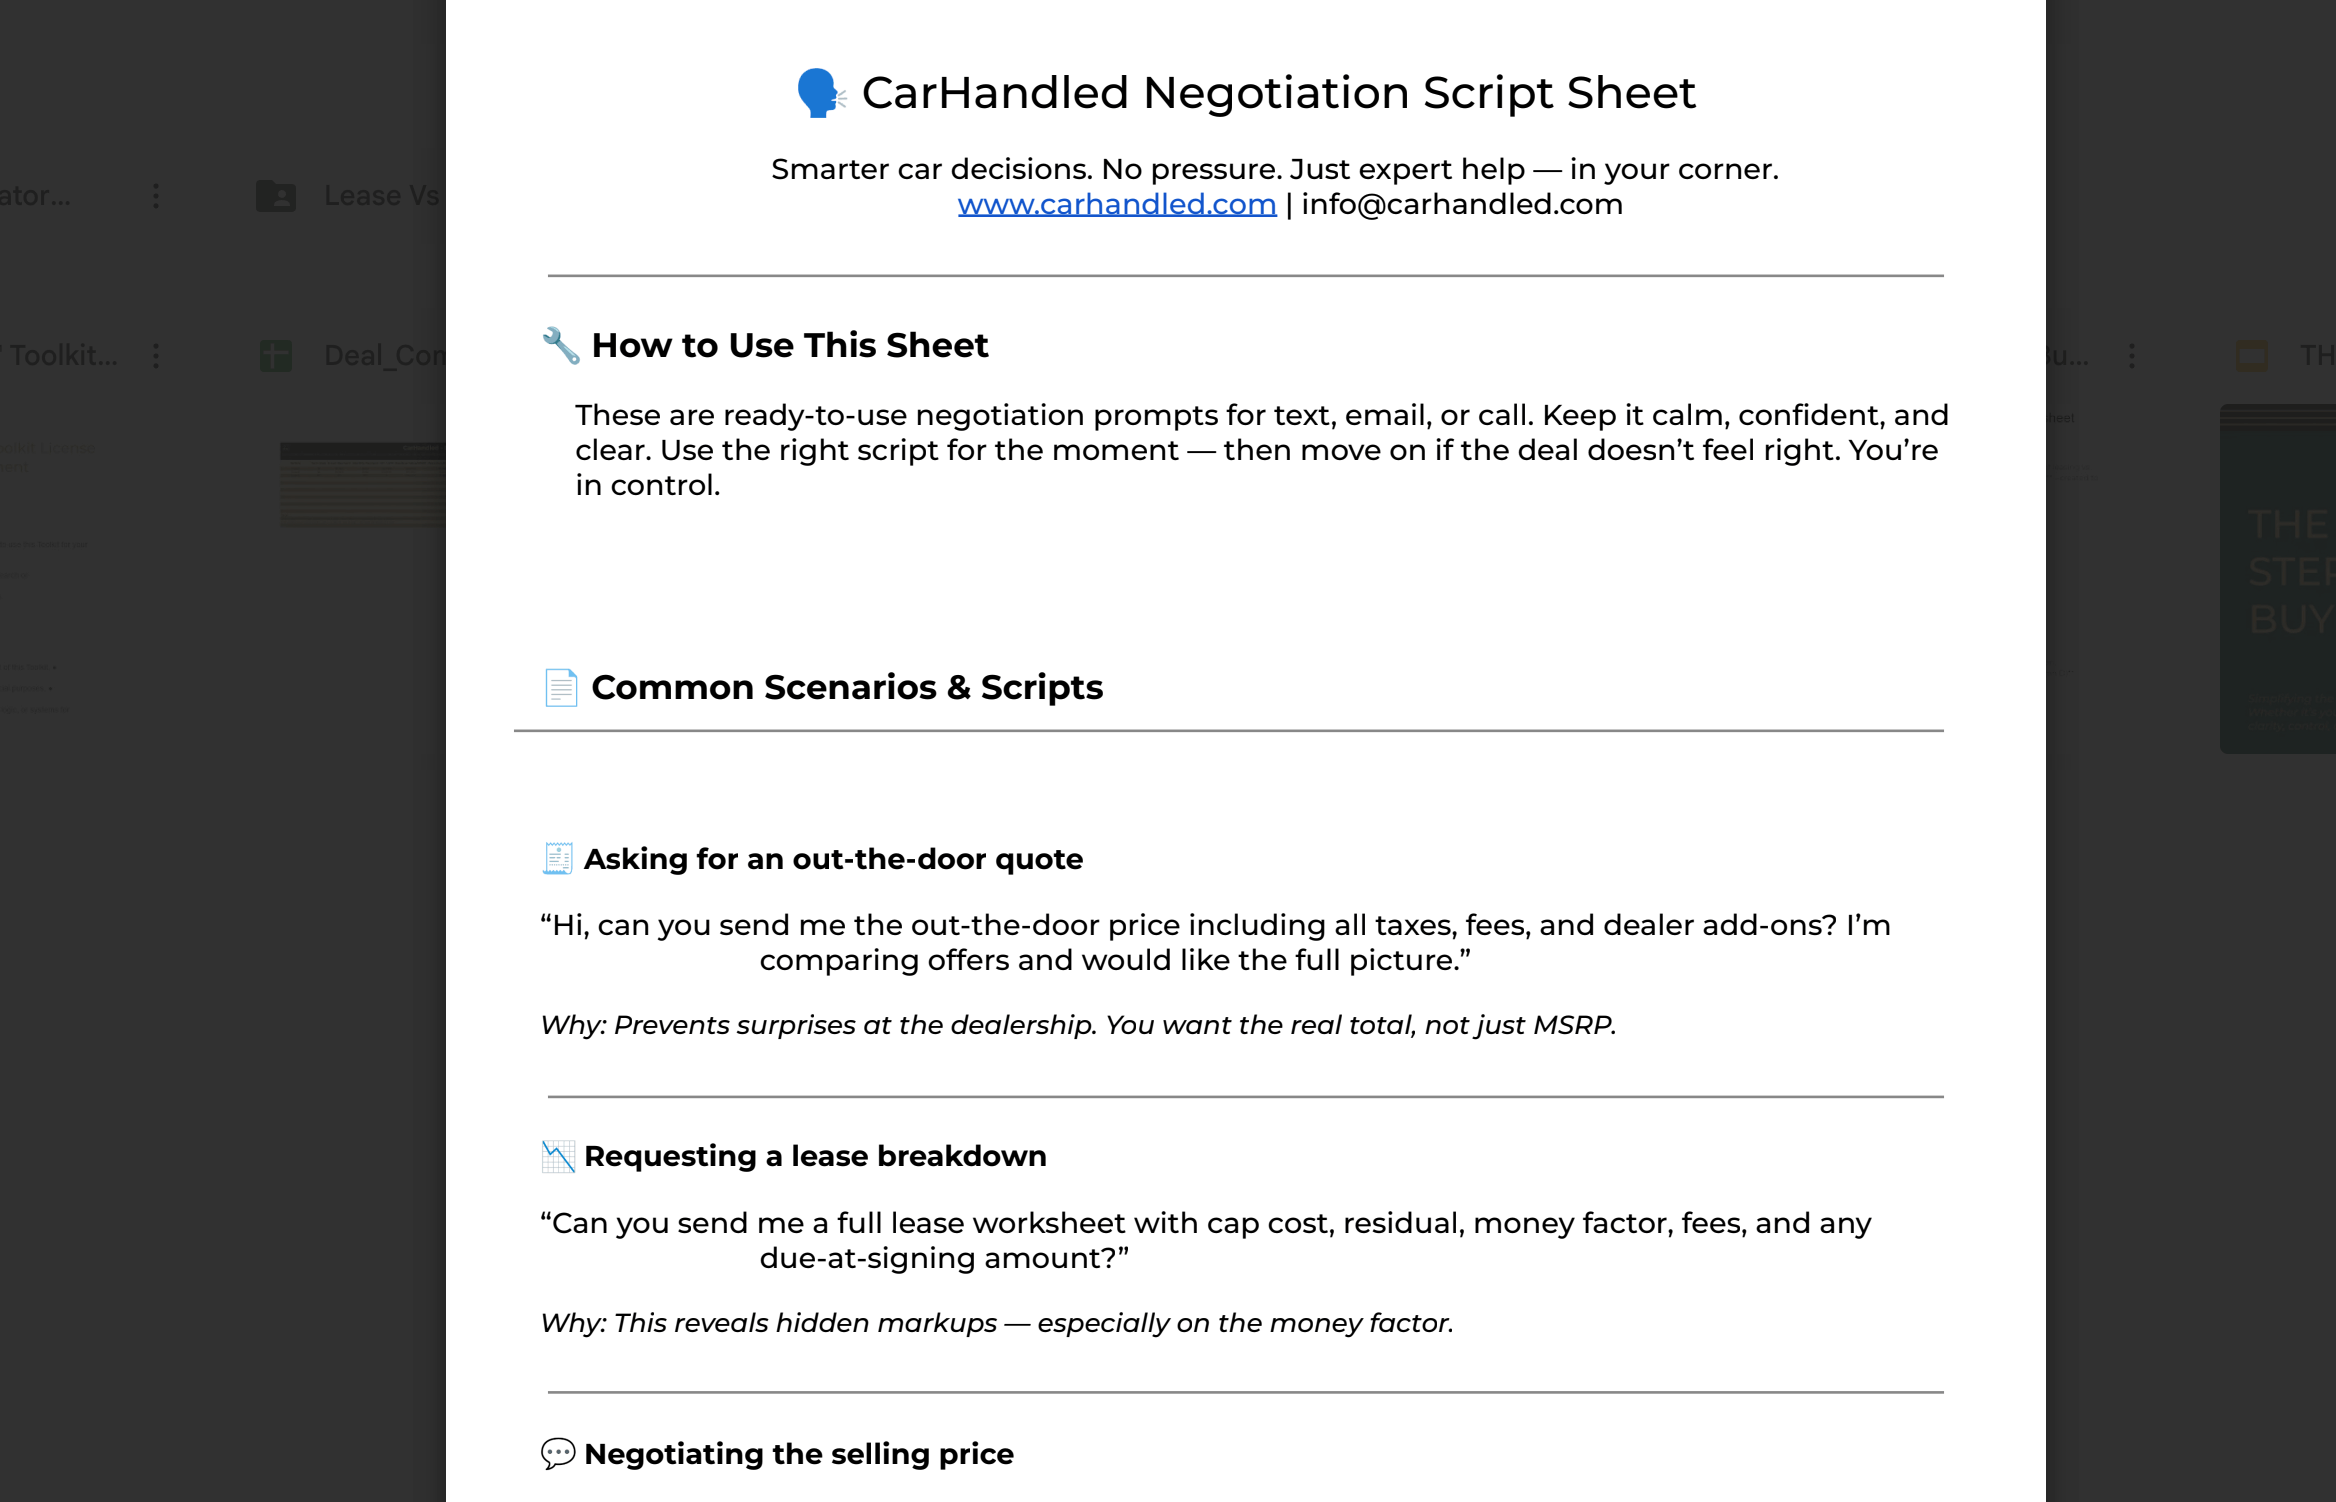 🗣️ CarHandled Negotiation Script Sheet
Smarter car decisions. No pressure. Just expert help — in your corner.
www.carhandled.com | info@carhandled.com
ator...
Lease Vs
🔧 How to Use This Sheet
Toolkit...
Deal_Com
TH
These are ready-to-use negotiation prompts for text, email, or call. Keep it calm, confident, and
clear. Use the right script for the moment — then move on if the deal doesn’t feel right. You’re
in control.
THE
STEP
BUY
📄 Common Scenarios & Scripts
🧾 Asking for an out-the-door quote
“Hi, can you send me the out-the-door price including all taxes, fees, and dealer add-ons? I’m
comparing offers and would like the full picture.”
Why: Prevents surprises at the dealership. You want the real total, not just MSRP.
📉 Requesting a lease breakdown
“Can you send me a full lease worksheet with cap cost, residual, money factor, fees, and any
due-at-signing amount?”
Why: This reveals hidden markups — especially on the money factor.
💬 Negotiating the selling price